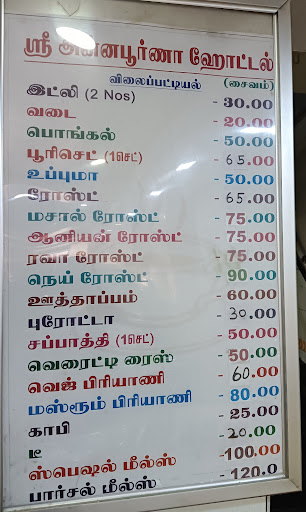 ஸ்ரீ அன்னபூர்ணா ஹோட்டல்
விலைப்பட்டியல் (சைவம்)
இட்லி (2 Nos) - 30.00
வடை - 20.00
பொங்கல் - 50.00
பூரிசெட் (1செட்) - 65.00
உப்புமா - 50.00
ரோஸ்ட் - 65.00
மசால் ரோஸ்ட் - 75.00
ஆனியன் ரோஸ்ட் - 75.00
ரவா ரோஸ்ட் - 75.00
நெய் ரோஸ்ட் - 90.00
ஊத்தாப்பம் - 60.00
புரோட்டா - 30.00
சப்பாத்தி (1செட்) - 50.00
வெரைட்டி ரைஸ் - 50.00
வெஜ் பிரியாணி - 60.00
மஸ்ரூம் பிரியாணி - 80.00
காபி - 25.00
டீ - 20.00
ஸ்பெஷல் மீல்ஸ் -100.00
பார்சல் மீல்ஸ் - 120.0